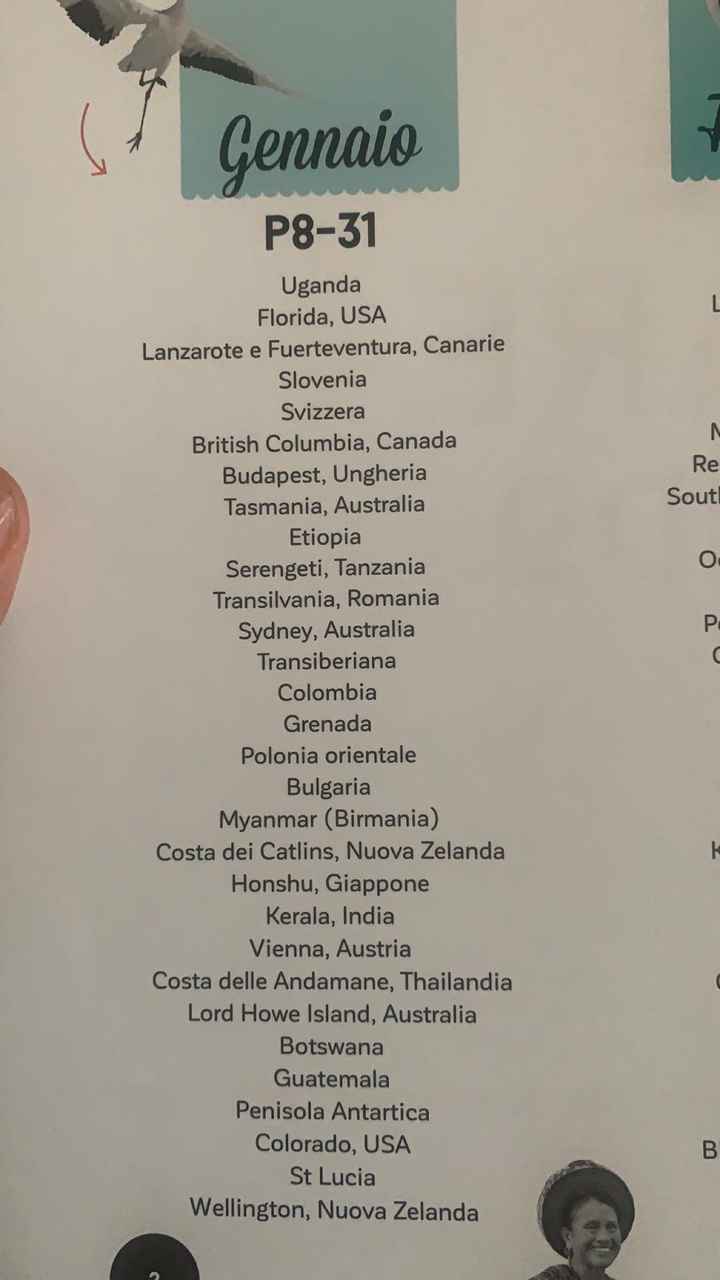 Gennaio
P8-31
Uganda
Florida, USA
Lanzarote e Fuerteventura, Canarie
Slovenia
Svizzera
British Columbia, Canada
Budapest, Ungheria
Tasmania, Australia
Etiopia
Serengeti, Tanzania
Transilvania, Romania
Sydney, Australia
Transiberiana
Colombia
Grenada
Polonia orientale
Bulgaria
Myanmar (Birmania)
Costa dei Catlins, Nuova Zelanda
Honshu, Giappone
Kerala, India
Vienna, Austria
Costa delle Andamane, Thailandia
Lord Howe Island, Australia
Botswana
Guatemala
Penisola Antartica
Colorado, USA
St Lucia
Wellington, Nuova Zelanda